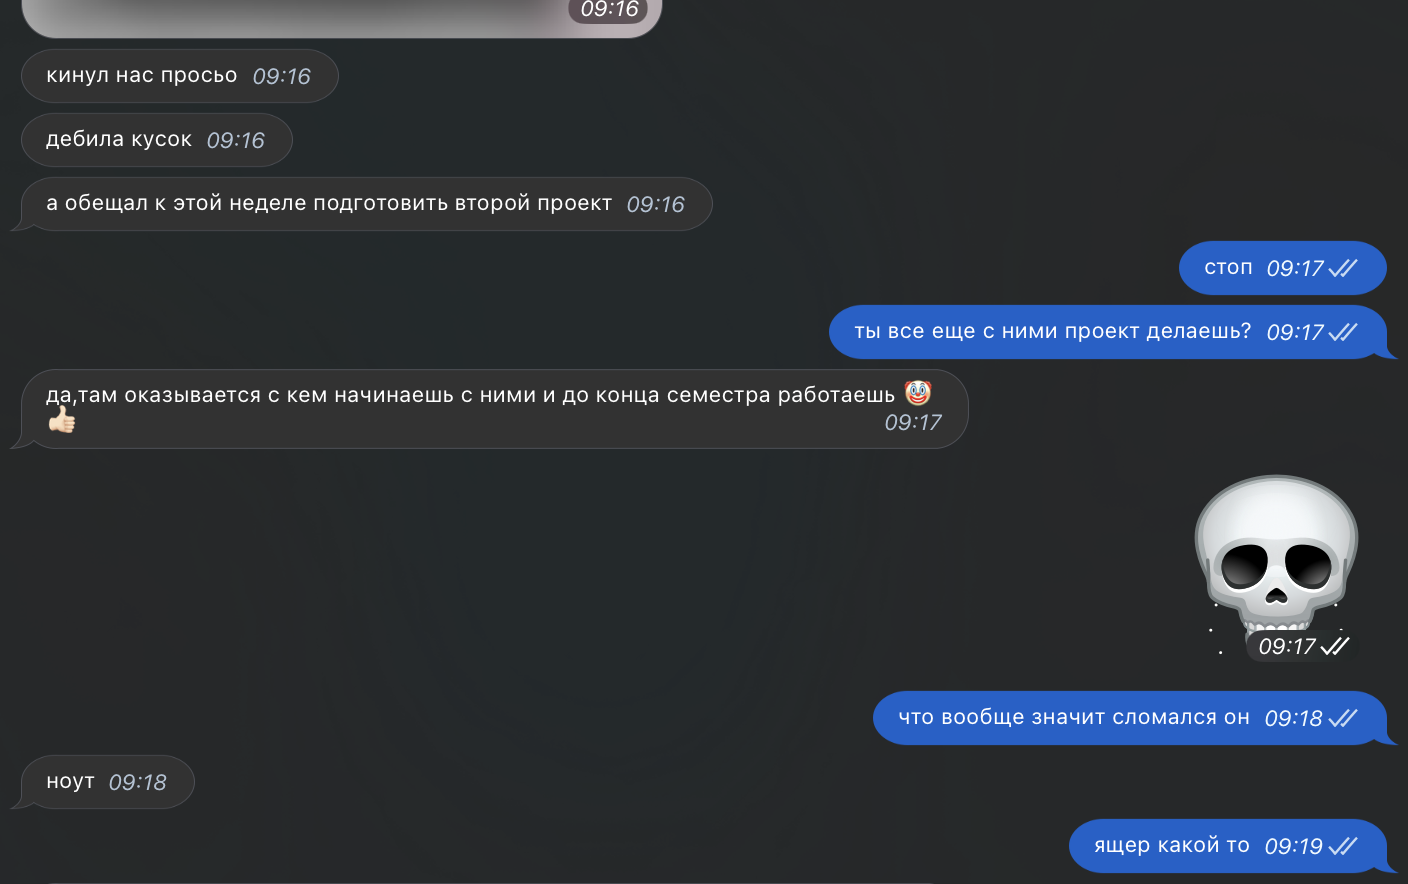 09:16
кинул нас просьо 09:16
дебила кусок 09:16
а обещал к этой неделе подготовить второй проект 09:16
стоп 09:17
ты все еще с ними проект делаешь? 09:17
да,там оказывается с кем начинаешь с ними и до конца семестра работаешь 🤡
👍🏻 09:17
09:17
что вообще значит сломался он 09:18
ноут 09:18
ящер какой то 09:19